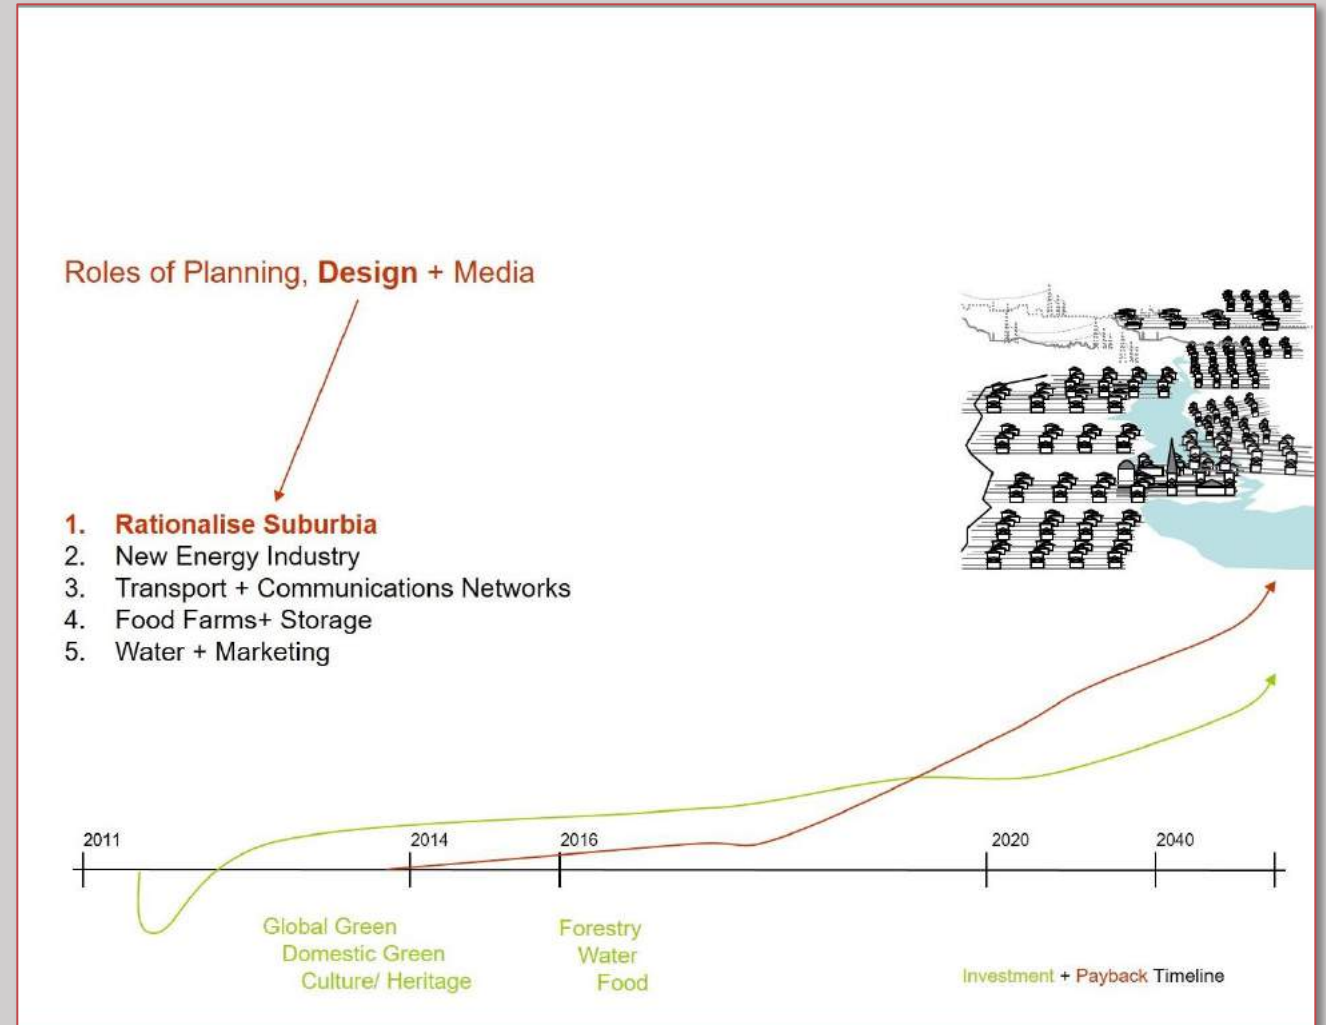 Roles of Planning, Design + Media
1. Rationalise Suburbia
2. New Energy Industry
3. Transport + Communications Networks
4. Food Farms+ Storage
5. Water + Marketing
2011 2014 2016 2020 2040
Global Green
Domestic Green
Culture/ Heritage
Forestry
Water
Food
Investment + Payback Timeline